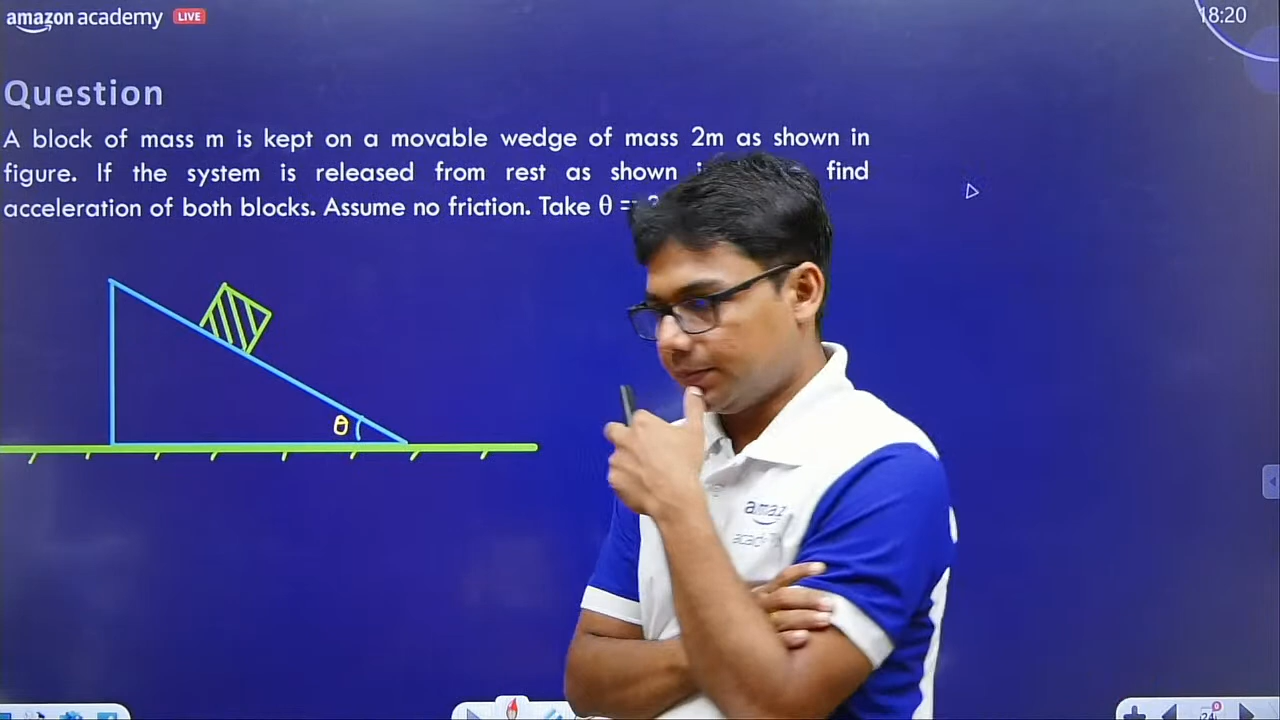 amazon academy LIVE
18:20
Question
A block of mass m is kept on a movable wedge of mass 2m as shown in
figure. If the system is released from rest as shown find
acceleration of both blocks. Assume no friction. Take θ =
θ
amaz